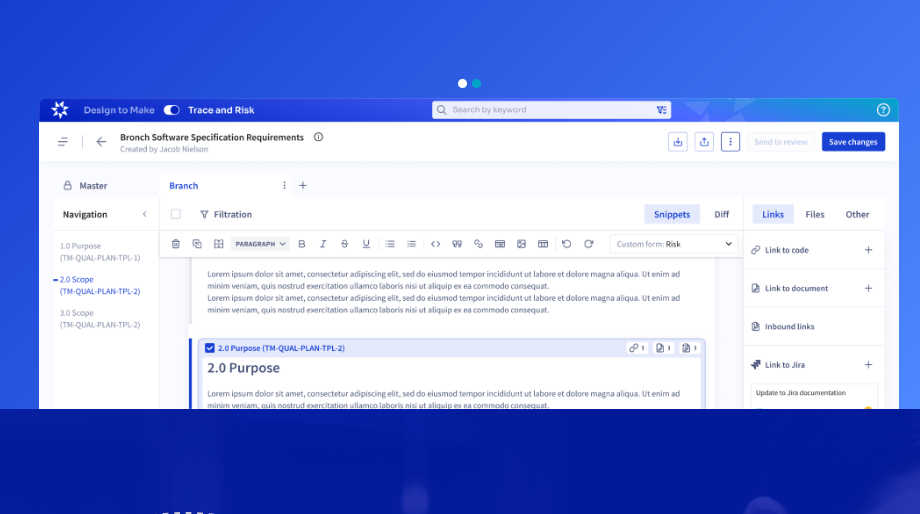 Design to Make Trace and Risk Search by keyword ?
Bronch Software Specification Requirements
Created by Jacob Nielson
Send to review Save changes
Master Branch
Navigation Filtration Snippets Diff Links Files Other
PARAGRAPH B I S U Custom form: Risk
1.0 Purpose
(TM-QUAL-PLAN-TPL-1)
2.0 Scope
(TM-QUAL-PLAN-TPL-2)
3.0 Scope
(TM-QUAL-PLAN-TPL-2)
Lorem ipsum dolor sit amet, consectetur adipiscing elit, sed do eiusmod tempor incididunt ut labore et dolore magna aliqua. Ut enim ad
minim veniam, quis nostrud exercitation ullamco laboris nisi ut aliquip ex ea commodo consequat.
Lorem ipsum dolor sit amet, consectetur adipiscing elit, sed do eiusmod tempor incididunt ut labore et dolore magna aliqua. Ut enim ad
minim veniam, quis nostrud exercitation ullamco laboris nisi ut aliquip ex ea commodo consequat.
2.0 Purpose (TM-QUAL-PLAN-TPL-2) 1 1 1
2.0 Purpose
Lorem ipsum dolor sit amet, consectetur adipiscing elit, sed do eiusmod tempor incididunt ut labore et dolore magna aliqua. Ut enim ad
minim veniam, quis nostrud exercitation ullamco laboris nisi ut aliquip ex ea commodo consequat.
Link to code
Link to document
Inbound links
Link to Jira
Update to Jira documentation